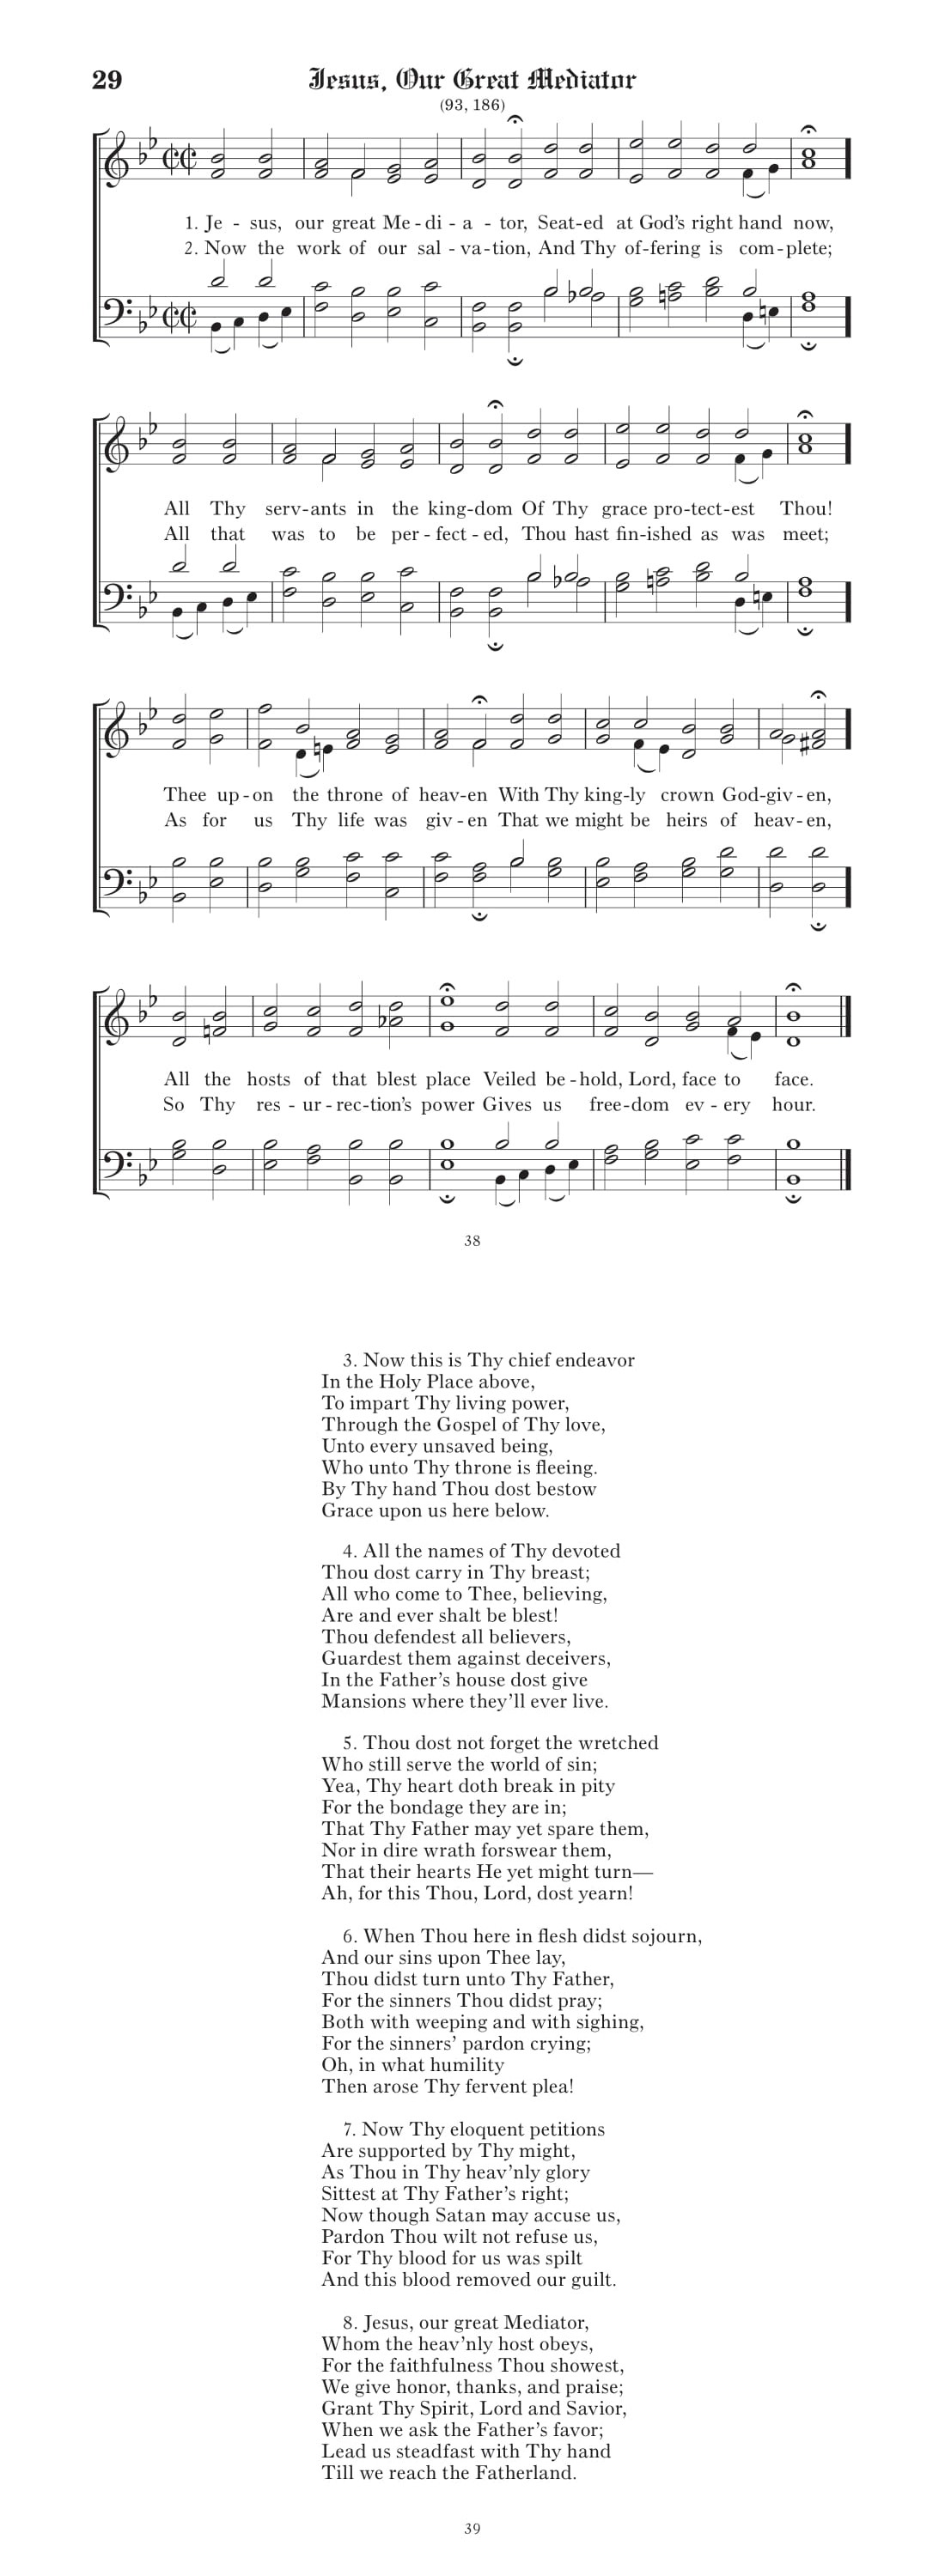 29
Jesus, Our Great Mediator
(93, 186)
1. Je - sus, our great Me - di - a - tor, Seat-ed at God's right hand now,
2. Now the work of our sal - va-tion, And Thy of-fering is com-plete;
All Thy serv-ants in the king-dom Of Thy grace pro-tect-est Thou!
All that was to be per - fect - ed, Thou hast fin-ished as was meet;
Thee up - on the throne of heav-en With Thy king-ly crown God-giv - en,
As for us Thy life was giv - en That we might be heirs of heav - en,
All the hosts of that blest place Veiled be - hold, Lord, face to face.
So Thy res - ur - rec-tion's power Gives us free-dom ev - ery hour.
38
3. Now this is Thy chief endeavor
In the Holy Place above,
To impart Thy living power,
Through the Gospel of Thy love,
Unto every unsaved being,
Who unto Thy throne is fleeing.
By Thy hand Thou dost bestow
Grace upon us here below.
4. All the names of Thy devoted
Thou dost carry in Thy breast;
All who come to Thee, believing,
Are and ever shalt be blest!
Thou defendest all believers,
Guardest them against deceivers,
In the Father's house dost give
Mansions where they'll ever live.
5. Thou dost not forget the wretched
Who still serve the world of sin;
Yea, Thy heart doth break in pity
For the bondage they are in;
That Thy Father may yet spare them,
Nor in dire wrath forswear them,
That their hearts He yet might turn—
Ah, for this Thou, Lord, dost yearn!
6. When Thou here in flesh didst sojourn,
And our sins upon Thee lay,
Thou didst turn unto Thy Father,
For the sinners Thou didst pray;
Both with weeping and with sighing,
For the sinners' pardon crying;
Oh, in what humility
Then arose Thy fervent plea!
7. Now Thy eloquent petitions
Are supported by Thy might,
As Thou in Thy heav'nly glory
Sittest at Thy Father's right;
Now though Satan may accuse us,
Pardon Thou wilt not refuse us,
For Thy blood for us was spilt
And this blood removed our guilt.
8. Jesus, our great Mediator,
Whom the heav'nly host obeys,
For the faithfulness Thou showest,
We give honor, thanks, and praise;
Grant Thy Spirit, Lord and Savior,
When we ask the Father's favor;
Lead us steadfast with Thy hand
Till we reach the Fatherland.
39